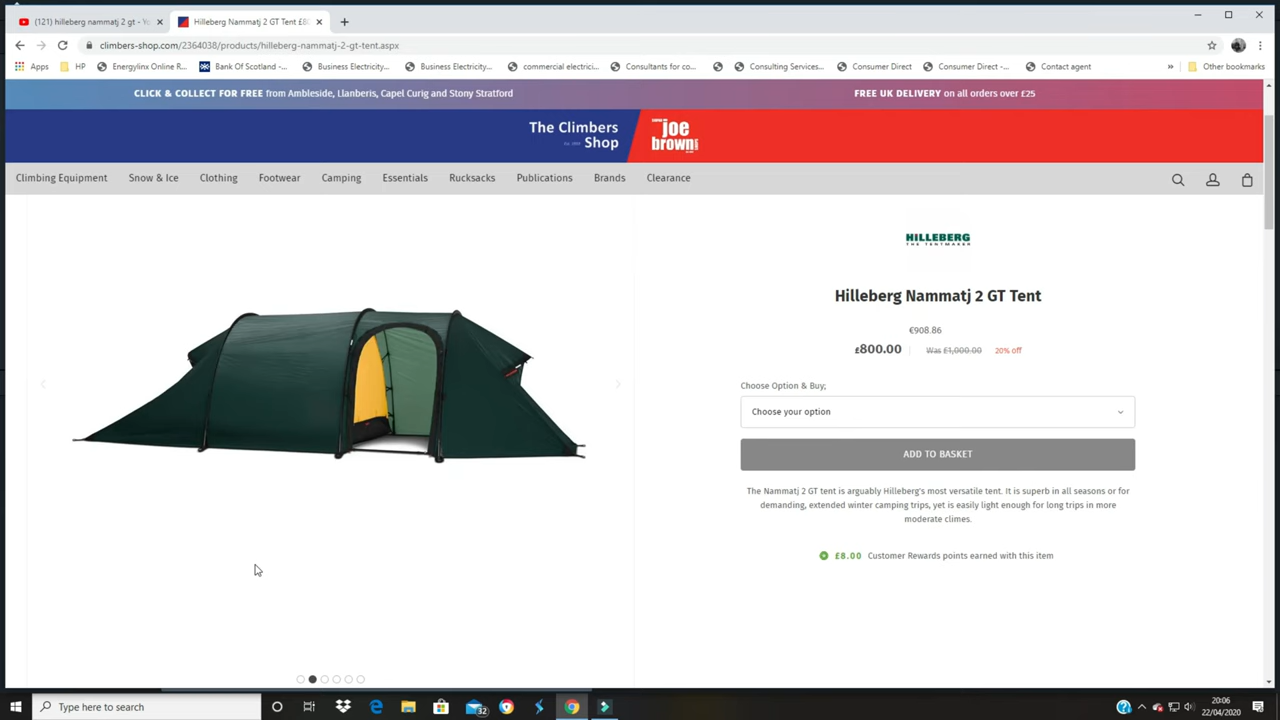 (121) hilleberg nammatj 2 gt - Yo
Hilleberg Nammatj 2 GT Tent £8
climbers-shop.com/2364038/products/hilleberg-nammatj-2-gt-tent.aspx
Apps HP Energylinx Online R... Bank Of Scotland -... Business Electricity... Business Electricity... commercial electrici... Consultants for co... Consulting Services... Consumer Direct Consumer Direct -... Contact agent » Other bookmarks
CLICK & COLLECT FOR FREE from Ambleside, Llanberis, Capel Curig and Stony Stratford
FREE UK DELIVERY on all orders over £25
The Climbers
Shop
joe
brown
Climbing Equipment Snow & Ice Clothing Footwear Camping Essentials Rucksacks Publications Brands Clearance
HILLEBERG
THE TENTMAKER
Hilleberg Nammatj 2 GT Tent
€908.86
£800.00 Was £1,000.00 20% off
Choose Option & Buy;
Choose your option
ADD TO BASKET
The Nammatj 2 GT tent is arguably Hilleberg's most versatile tent. It is superb in all seasons or for
demanding, extended winter camping trips, yet is easily light enough for long trips in more
moderate climes.
£8.00 Customer Rewards points earned with this item
Type here to search
32
20:06
22/04/2020